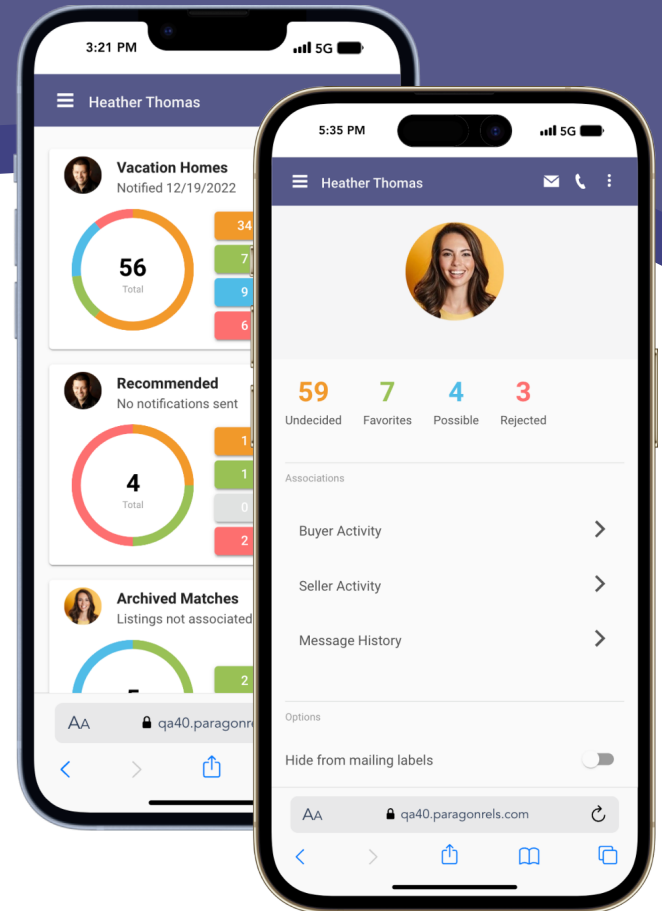 3:21 PM
5G
Heather Thomas
Vacation Homes
Notified 12/19/2022
56
Total
34
7
9
6
Recommended
No notifications sent
4
Total
1
1
0
2
Archived Matches
Listings not associated
2
AA
qa40.paragonre
5:35 PM
5G
Heather Thomas
59 7 4 3
Undecided Favorites Possible Rejected
Associations
Buyer Activity
Seller Activity
Message History
Options
Hide from mailing labels
AA
qa40.paragonrels.com